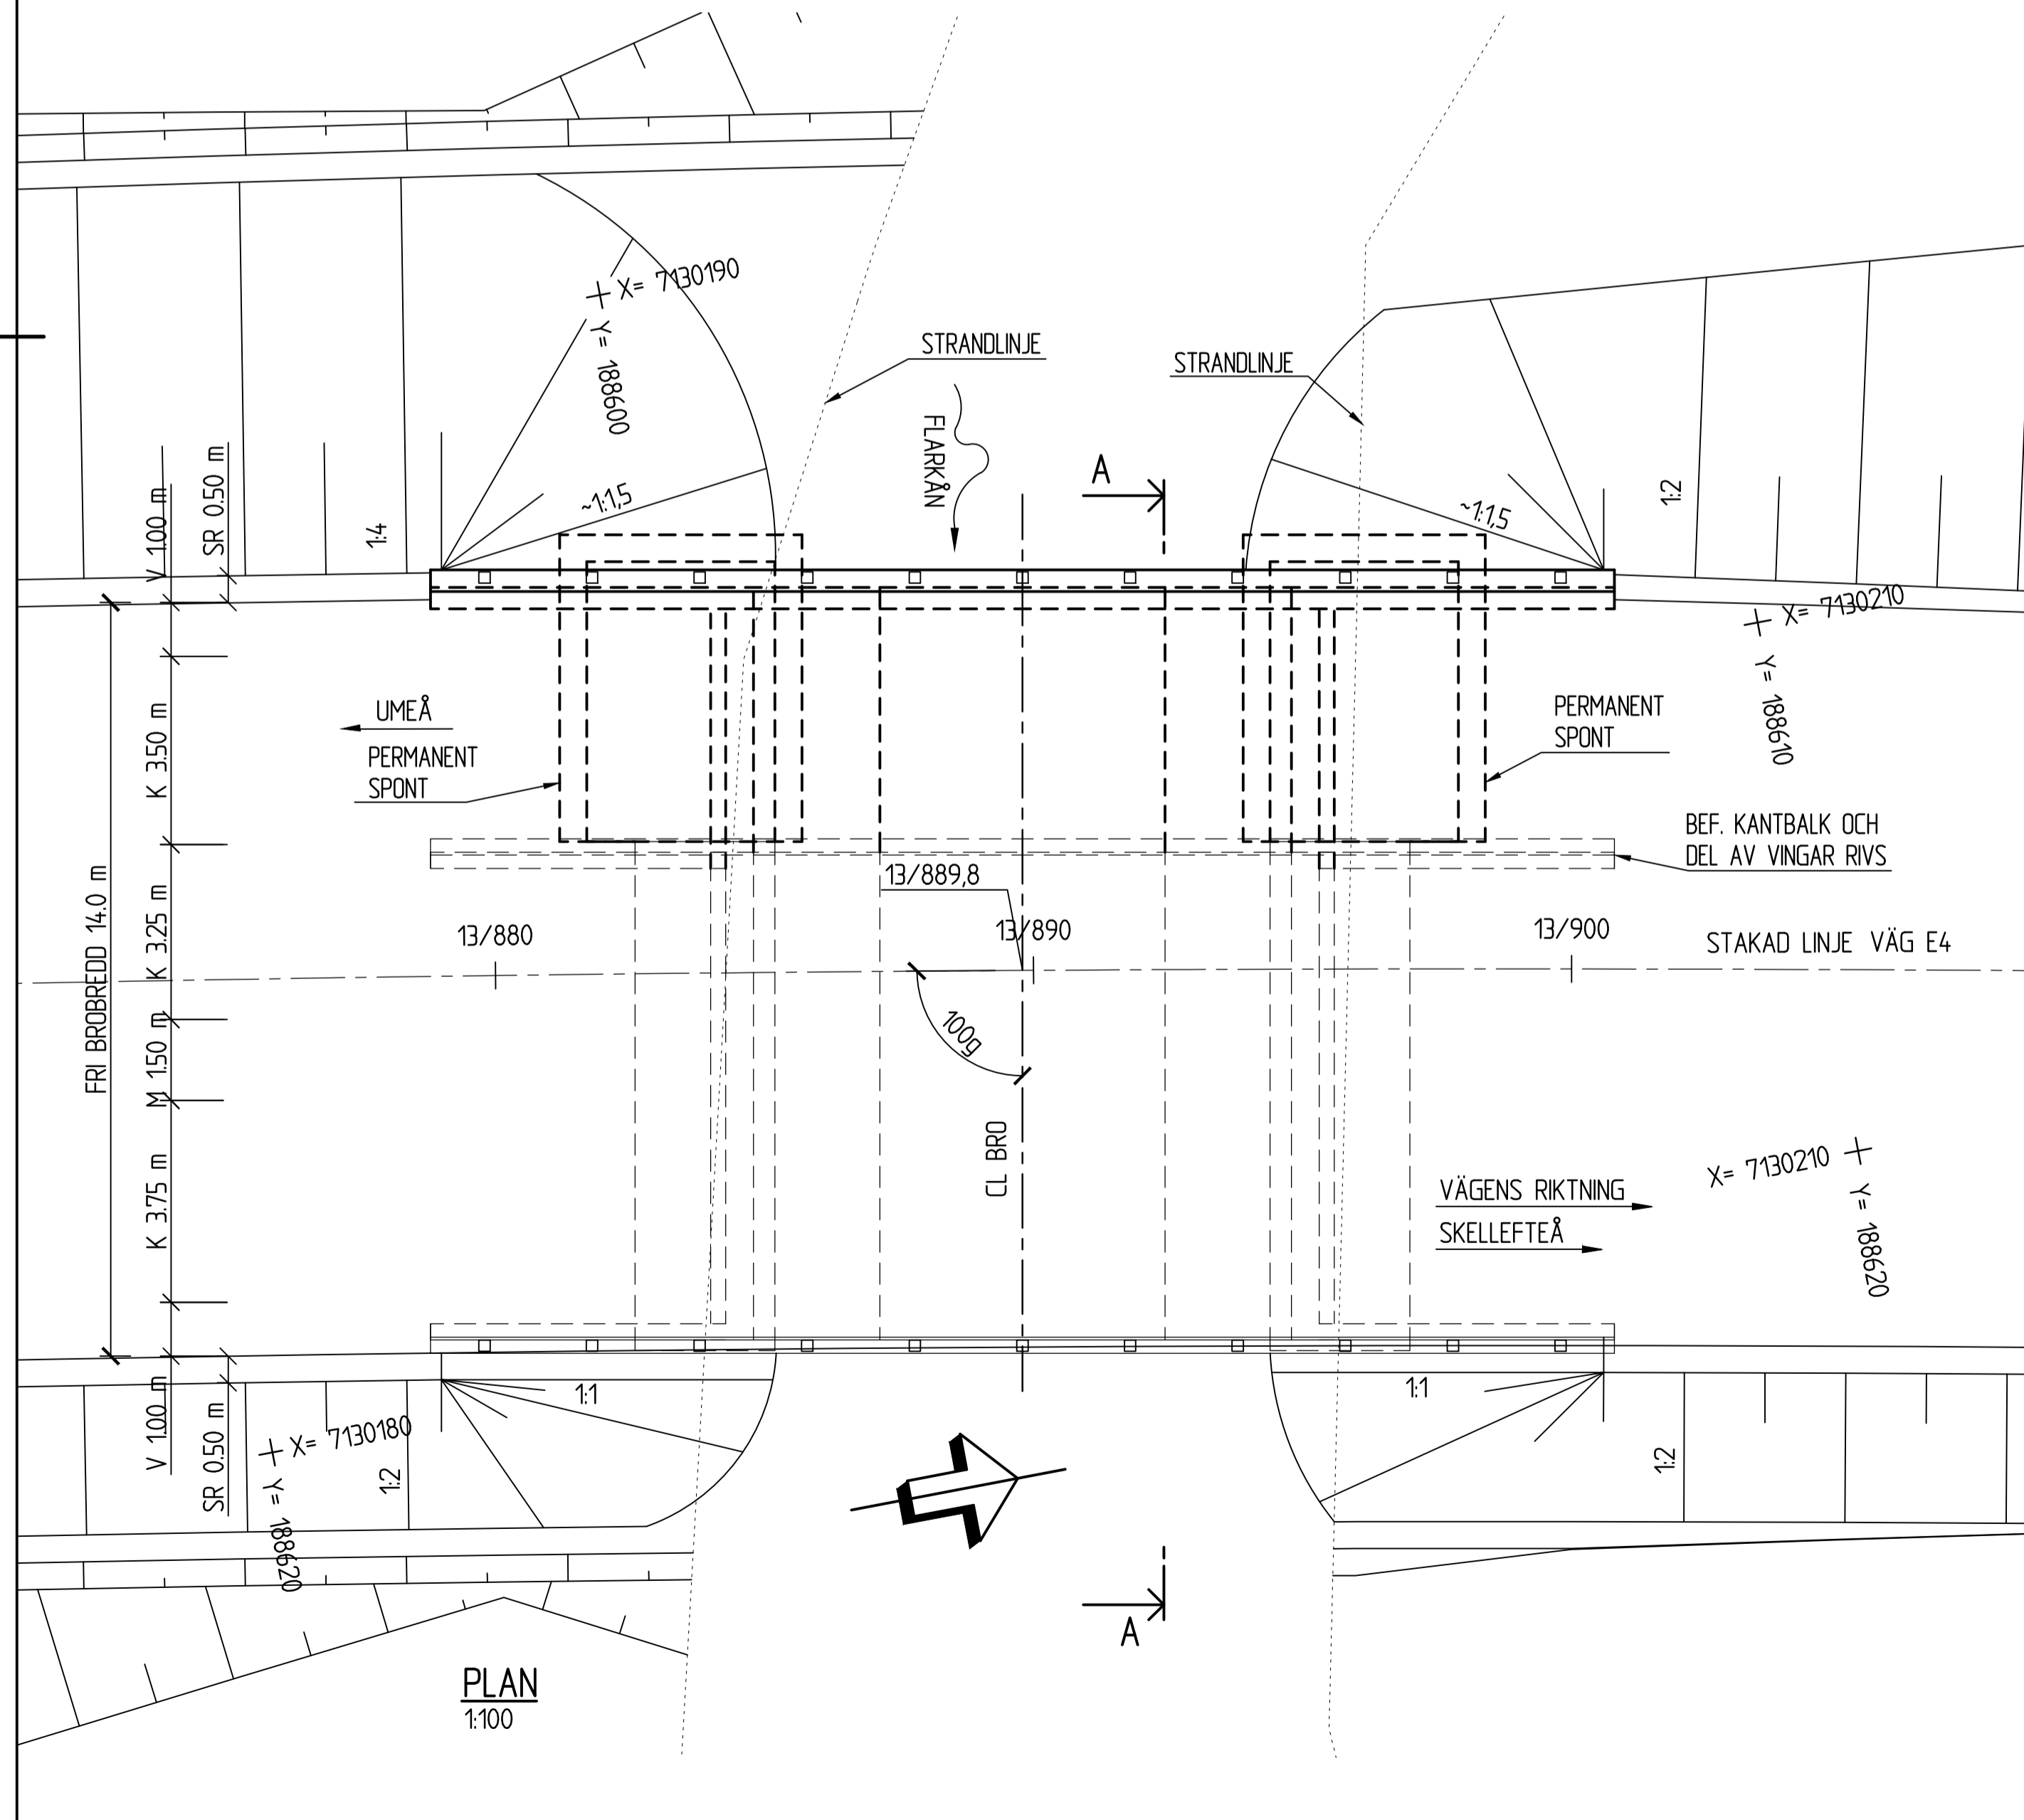 X= 7130190
Y= 188600
STRANDLINJE
STRANDLINJE
FLARKÅN
A
~1:1,5
~1:1,5
1:4
1:2
V 1.00 m
SR 0.50 m
X= 7130210
Y= 188610
UMEÅ
PERMANENT
SPONT
PERMANENT
SPONT
K 3.50 m
BEF. KANTBALK OCH
DEL AV VINGAR RIVS
13/889,8
13/880
13/890
13/900
STAKAD LINJE VÄG E4
FRI BROBREDD 14.0 m
K 3.25 m
M 1.50 m
K 3.75 m
100g
CL BRO
VÄGENS RIKTNING
SKELLEFTEÅ
X= 7130210
Y= 188620
1:1
1:1
V 1.00 m
SR 0.50 m
X= 7130180
Y= 188620
1:2
1:2
A
PLAN
1:100